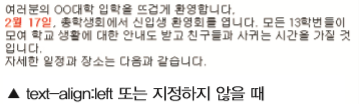 여러분의 OO대학 입학을 뜨겁게 환영합니다.
2월 17일, 총학생회에서 신입생 환영회를 엽니다. 모든 13학번들이
모여 학교 생활에 대한 안내도 받고 친구들과 사귀는 시간을 가질 것
입니다.
자세한 일정과 장소는 다음과 같습니다.
▲ text-align:left 또는 지정하지 않을 때